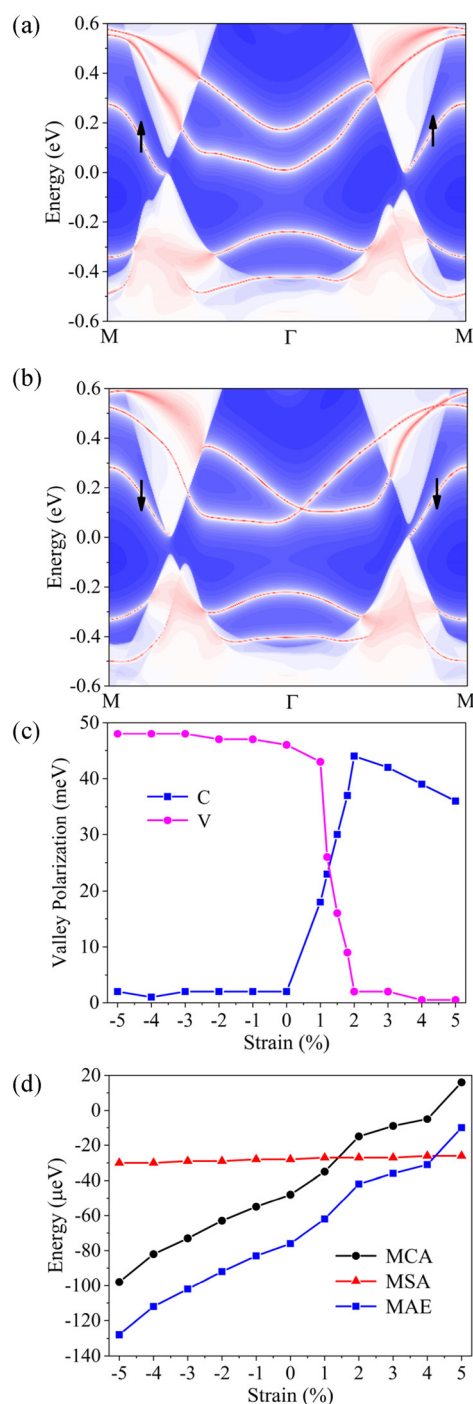 (a)
0.6
0.4
0.2
0.0
-0.2
-0.4
-0.6
Energy (eV)
M Γ M
(b)
0.6
0.4
0.2
0.0
-0.2
-0.4
-0.6
Energy (eV)
M Γ M
(c)
50
40
30
20
10
0
Valley Polarization (meV)
C
V
-5 -4 -3 -2 -1 0 1 2 3 4 5
Strain (%)
(d)
20
0
-20
-40
-60
-80
-100
-120
-140
Energy (μeV)
MCA
MSA
MAE
-5 -4 -3 -2 -1 0 1 2 3 4 5
Strain (%)